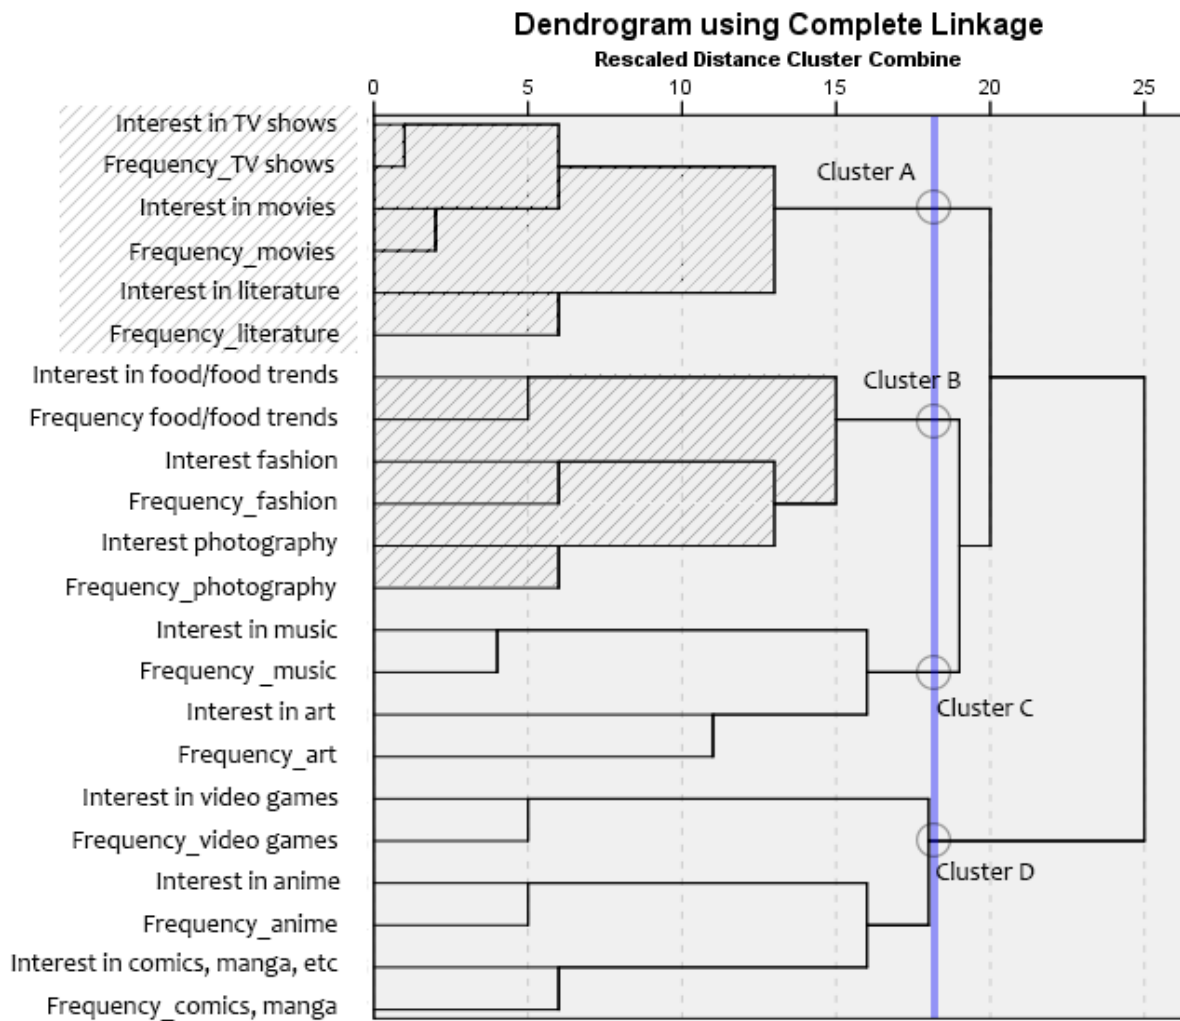 Dendrogram using Complete Linkage
Rescaled Distance Cluster Combine
0 5 10 15 20 25
Interest in TV shows
Cluster A
Frequency_TV shows
Interest in movies
Frequency_movies
Interest in literature
Frequency_literature
Interest in food/food trends
Cluster B
Frequency food/food trends
Interest fashion
Frequency_fashion
Interest photography
Frequency_photography
Interest in music
Frequency _music
Interest in art
Cluster C
Frequency_art
Interest in video games
Frequency_video games
Cluster D
Interest in anime
Frequency_anime
Interest in comics, manga, etc
Frequency_comics, manga